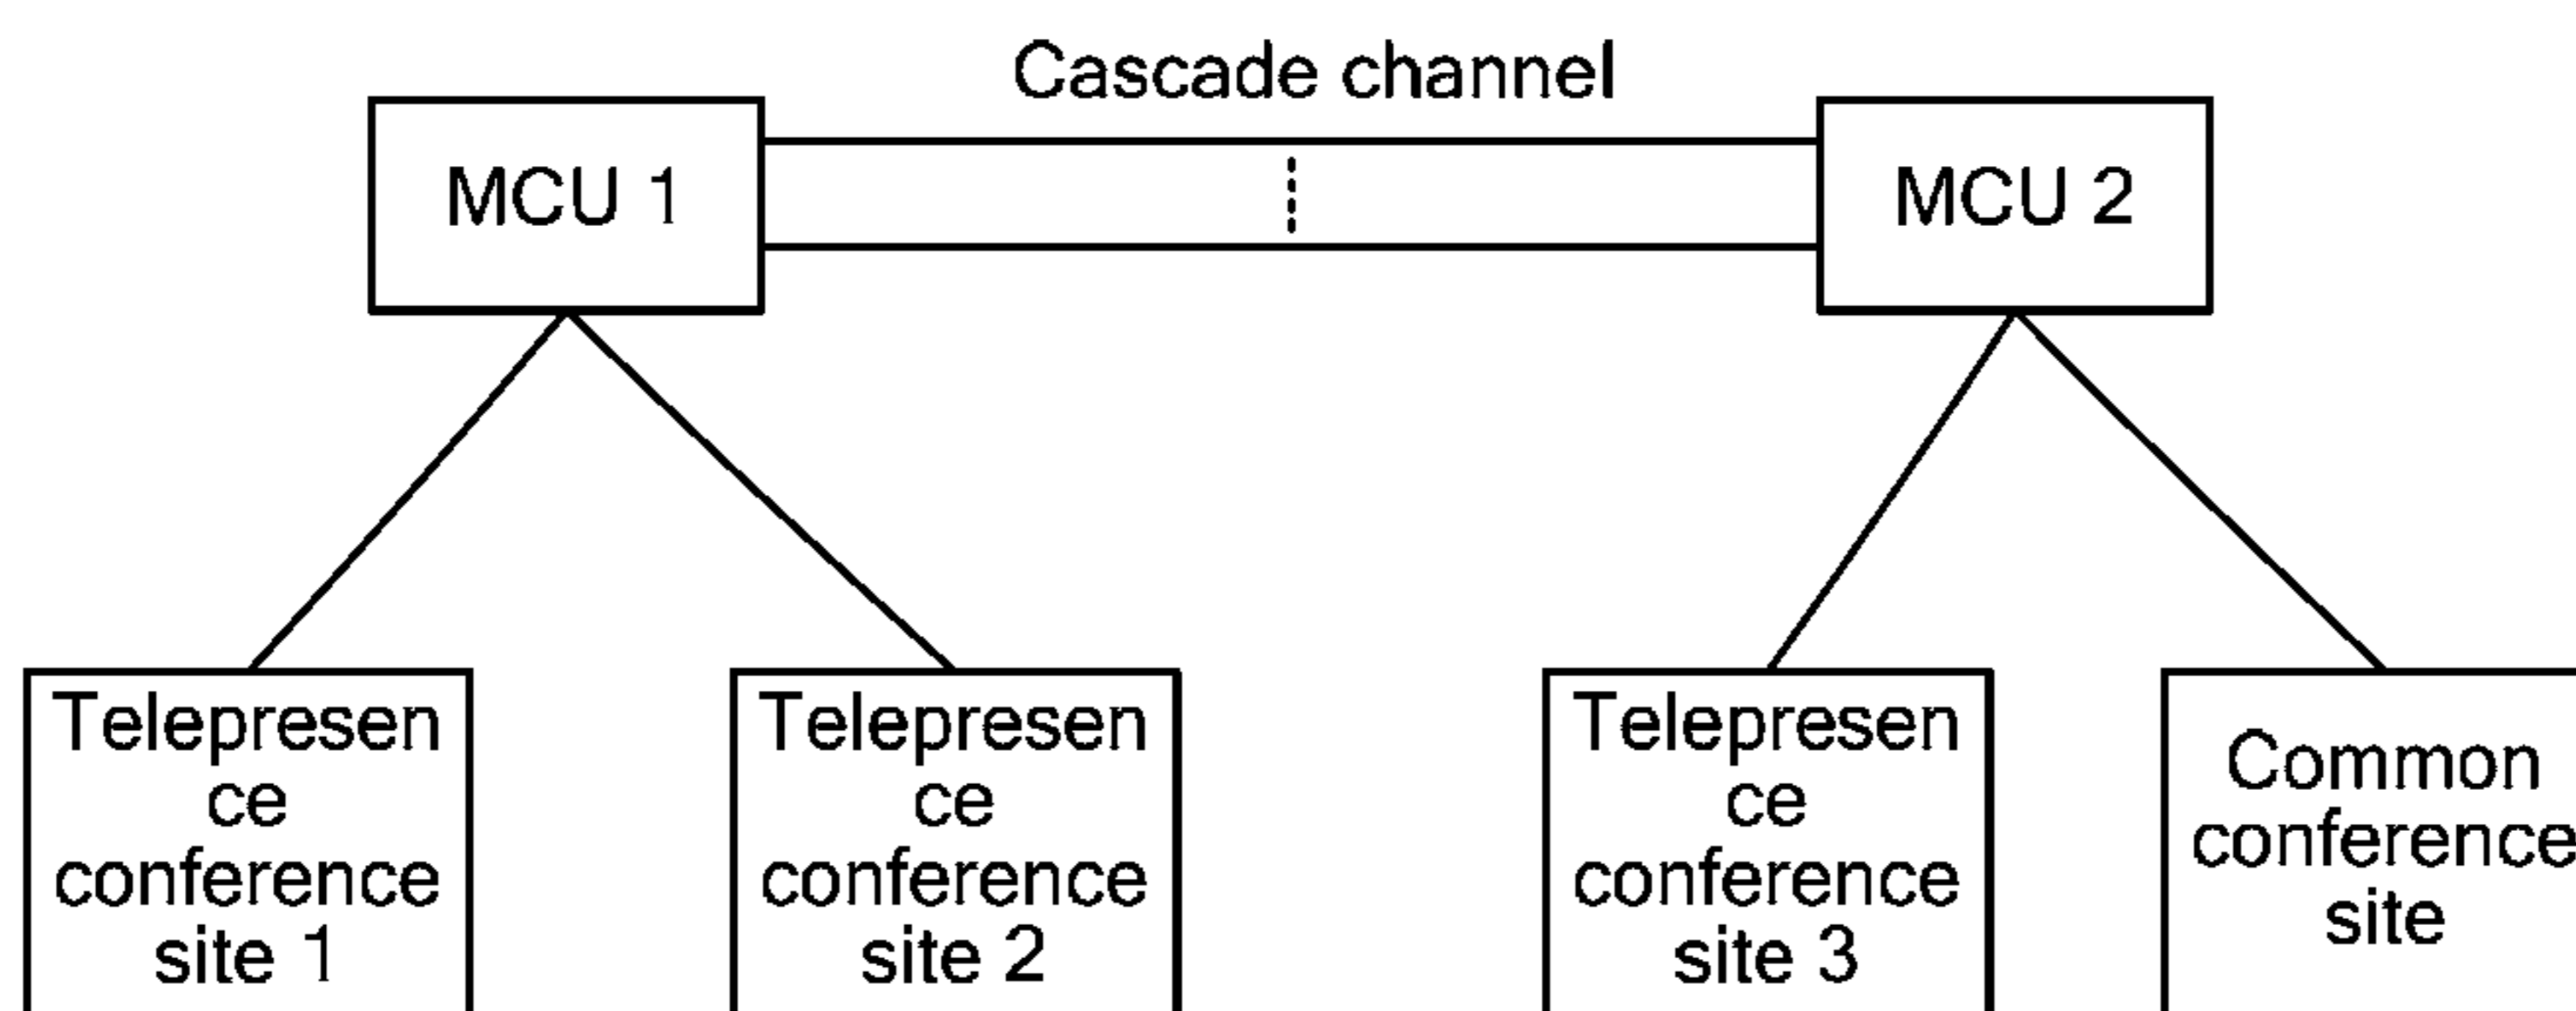 Cascade channel
MCU 1
MCU 2
Telepresen
ce
conference
site 1
Telepresen
ce
conference
site 2
Telepresen
ce
conference
site 3
Common
conference
site